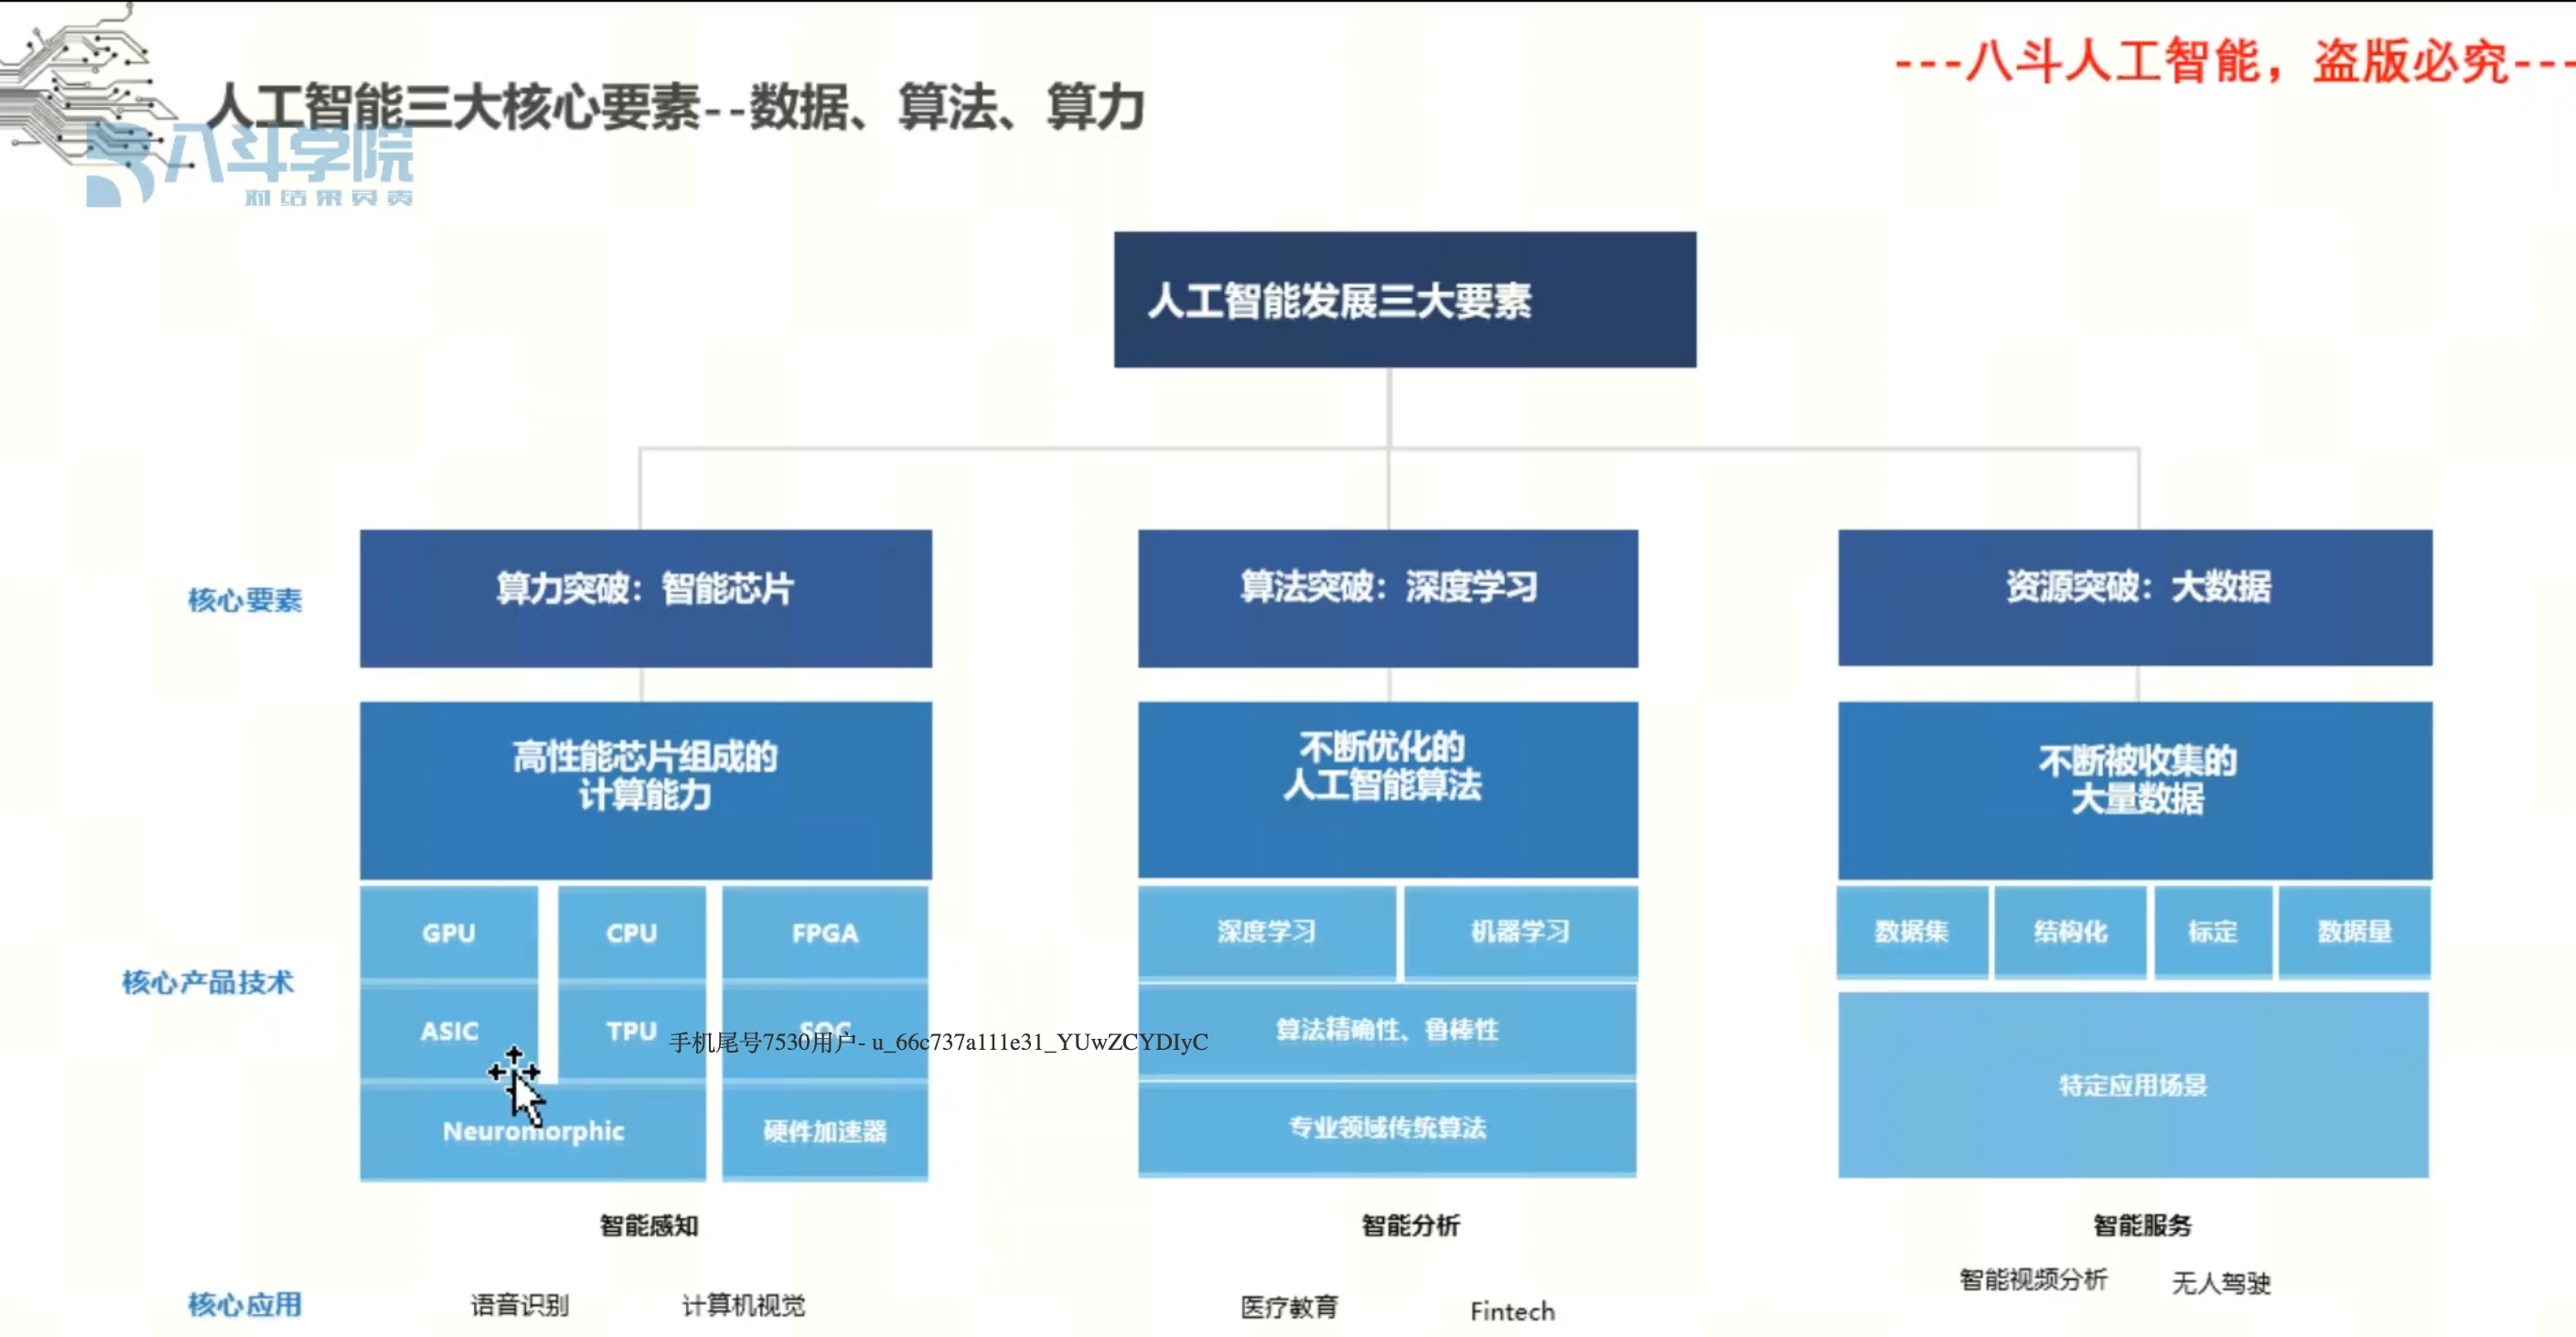 ---八斗人工智能，盗版必究---
人工智能三大核心要素--数据、算法、算力
八斗学院
对结果负责
人工智能发展三大要素
核心要素
算力突破：智能芯片
算法突破：深度学习
资源突破：大数据
高性能芯片组成的
计算能力
不断优化的
人工智能算法
不断被收集的
大量数据
核心产品技术
GPU
CPU
FPGA
ASIC
TPU
SOC
Neuromorphic
硬件加速器
深度学习
机器学习
算法精确性、鲁棒性
专业领域传统算法
数据集
结构化
标定
数据量
特定应用场景
手机尾号7530用户- u_66c737a111e31_YUwZCYDIyC
智能感知
智能分析
智能服务
核心应用
语音识别
计算机视觉
医疗教育
Fintech
智能视频分析
无人驾驶